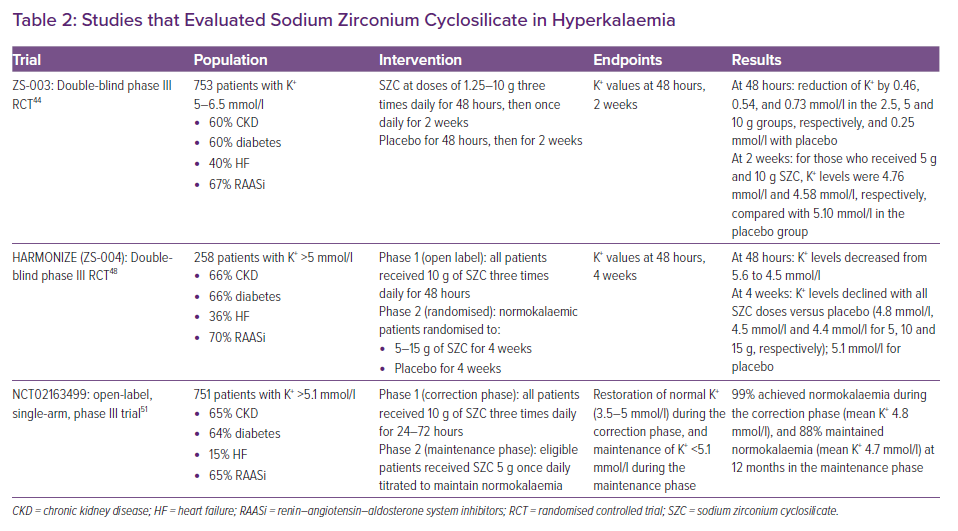 Table 2: Studies that Evaluated Sodium Zirconium Cyclosilicate in Hyperkalaemia
Trial
Population
Intervention
Endpoints
Results
ZS-003: Double-blind phase III
RCT⁴⁴
753 patients with K⁺
5–6.5 mmol/l
• 60% CKD
• 60% diabetes
• 40% HF
• 67% RAASi
SZC at doses of 1.25–10 g three
times daily for 48 hours, then once
daily for 2 weeks
Placebo for 48 hours, then for 2 weeks
K⁺ values at 48 hours,
2 weeks
At 48 hours: reduction of K⁺ by 0.46,
0.54, and 0.73 mmol/l in the 2.5, 5 and
10 g groups, respectively, and 0.25
mmol/l with placebo
At 2 weeks: for those who received 5 g
and 10 g SZC, K⁺ levels were 4.76
mmol/l and 4.58 mmol/l, respectively,
compared with 5.10 mmol/l in the
placebo group
HARMONIZE (ZS-004): Double-
blind phase III RCT⁴⁸
258 patients with K⁺ >5 mmol/l
• 66% CKD
• 66% diabetes
• 36% HF
• 70% RAASi
Phase 1 (open label): all patients
received 10 g of SZC three times
daily for 48 hours
Phase 2 (randomised): normokalaemic
patients randomised to:
• 5–15 g of SZC for 4 weeks
• Placebo for 4 weeks
K⁺ values at 48 hours,
4 weeks
At 48 hours: K⁺ levels decreased from
5.6 to 4.5 mmol/l
At 4 weeks: K⁺ levels declined with all
SZC doses versus placebo (4.8 mmol/l,
4.5 mmol/l and 4.4 mmol/l for 5, 10 and
15 g, respectively); 5.1 mmol/l for
placebo
NCT02163499: open-label,
single-arm, phase III trial⁵¹
751 patients with K⁺ >5.1 mmol/l
• 65% CKD
• 64% diabetes
• 15% HF
• 65% RAASi
Phase 1 (correction phase): all patients
received 10 g of SZC three times daily
for 24–72 hours
Phase 2 (maintenance phase): eligible
patients received SZC 5 g once daily
titrated to maintain normokalaemia
Restoration of normal K⁺
(3.5–5 mmol/l) during the
correction phase, and
maintenance of K⁺ <5.1
mmol/l during the
maintenance phase
99% achieved normokalaemia during
the correction phase (mean K⁺ 4.8
mmol/l), and 88% maintained
normokalaemia (mean K⁺ 4.7 mmol/l) at
12 months in the maintenance phase
CKD = chronic kidney disease; HF = heart failure; RAASi = renin–angiotensin–aldosterone system inhibitors; RCT = randomised controlled trial; SZC = sodium zirconium cyclosilicate.